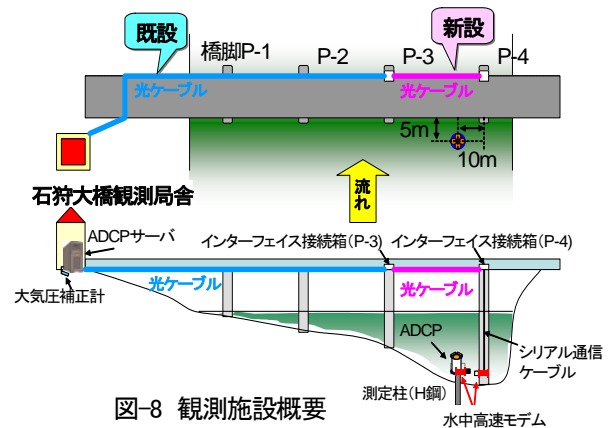 既設
新設
橋脚P-1
P-2
P-3
P-4
光ケーブル
光ケーブル
5m
10m
石狩大橋観測局舎
流れ
ADCPサーバ
インターフェイス接続箱(P-3)
インターフェイス接続箱(P-4)
光ケーブル
光ケーブル
大気圧補正計
ADCP
シリアル通信
ケーブル
測定柱(H鋼)
水中高速モデム
図-8 観測施設概要